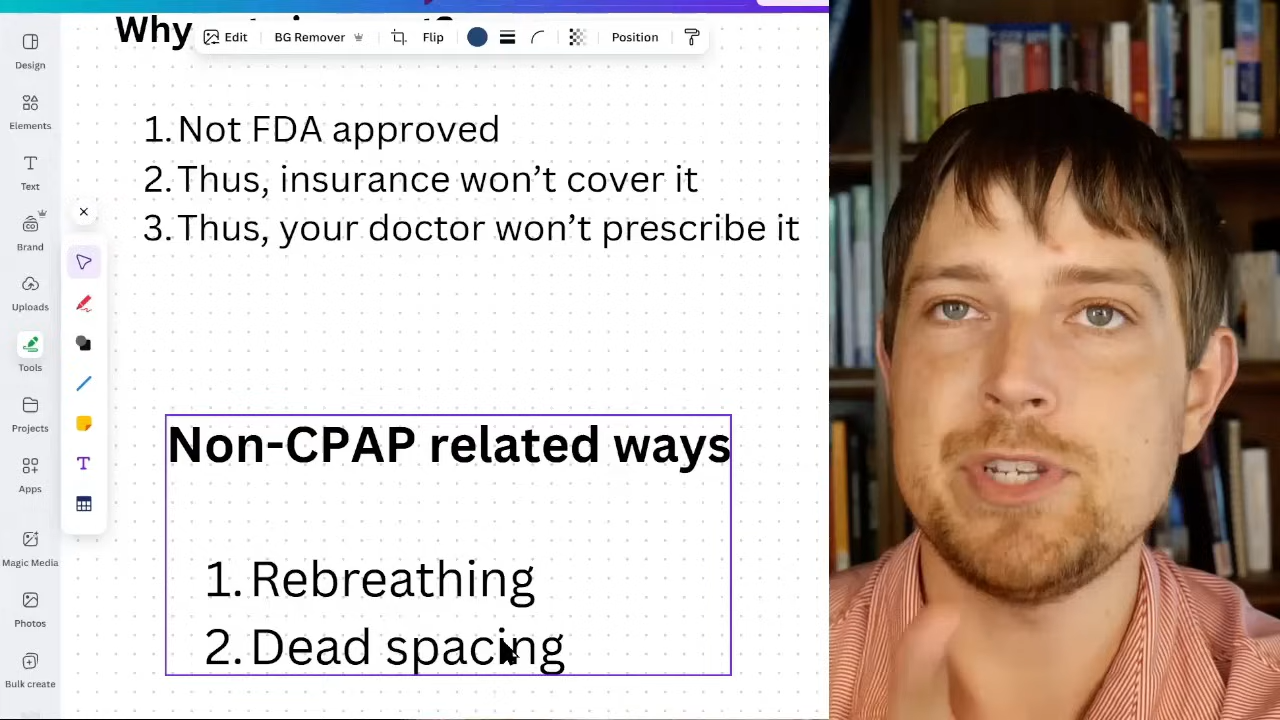 Why
Edit
BG Remover
Flip
Position
Design
Elements
Text
Brand
Uploads
Tools
Projects
Apps
Magic Media
Photos
Bulk create
1. Not FDA approved
2. Thus, insurance won’t cover it
3. Thus, your doctor won’t prescribe it
Non-CPAP related ways
1. Rebreathing
2. Dead spacing